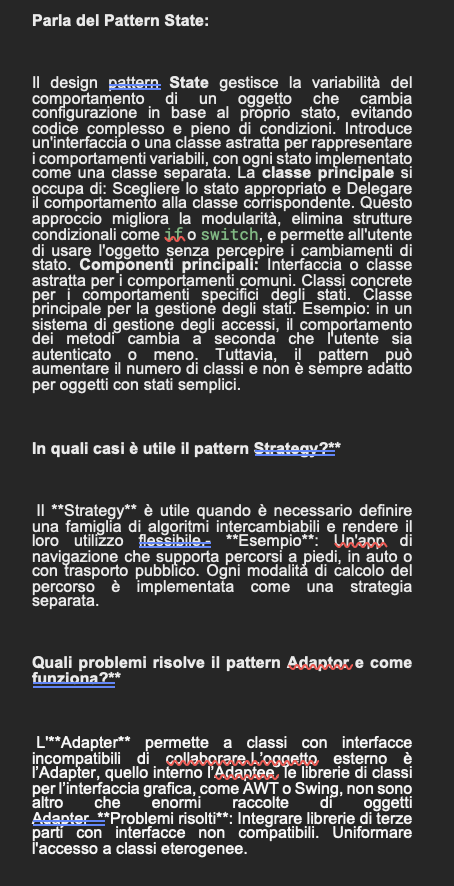 Parla del Pattern State:
Il design pattern State gestisce la variabilità del
comportamento di un oggetto che cambia
configurazione in base al proprio stato, evitando
codice complesso e pieno di condizioni. Introduce
un'interfaccia o una classe astratta per rappresentare
i comportamenti variabili, con ogni stato implementato
come una classe separata. La classe principale si
occupa di: Scegliere lo stato appropriato e Delegare
il comportamento alla classe corrispondente. Questo
approccio migliora la modularità, elimina strutture
condizionali come if o switch, e permette all'utente
di usare l'oggetto senza percepire i cambiamenti di
stato. Componenti principali: Interfaccia o classe
astratta per i comportamenti comuni. Classi concrete
per i comportamenti specifici degli stati. Classe
principale per la gestione degli stati. Esempio: in un
sistema di gestione degli accessi, il comportamento
dei metodi cambia a seconda che l'utente sia
autenticato o meno. Tuttavia, il pattern può
aumentare il numero di classi e non è sempre adatto
per oggetti con stati semplici.
In quali casi è utile il pattern Strategy?**
Il **Strategy** è utile quando è necessario definire
una famiglia di algoritmi intercambiabili e rendere il
loro utilizzo flessibile.- **Esempio**: Un'app di
navigazione che supporta percorsi a piedi, in auto o
con trasporto pubblico. Ogni modalità di calcolo del
percorso è implementata come una strategia
separata.
Quali problemi risolve il pattern Adaptor e come
funziona?**
L'**Adapter** permette a classi con interfacce
incompatibili di collaborare.L'oggetto esterno è
l'Adapter, quello interno l'Adaptee, le librerie di classi
per l'interfaccia grafica, come AWT o Swing, non sono
altro che enormi raccolte di oggetti
Adapter **Problemi risolti**: Integrare librerie di terze
parti con interfacce non compatibili. Uniformare
l'accesso a classi eterogenee.